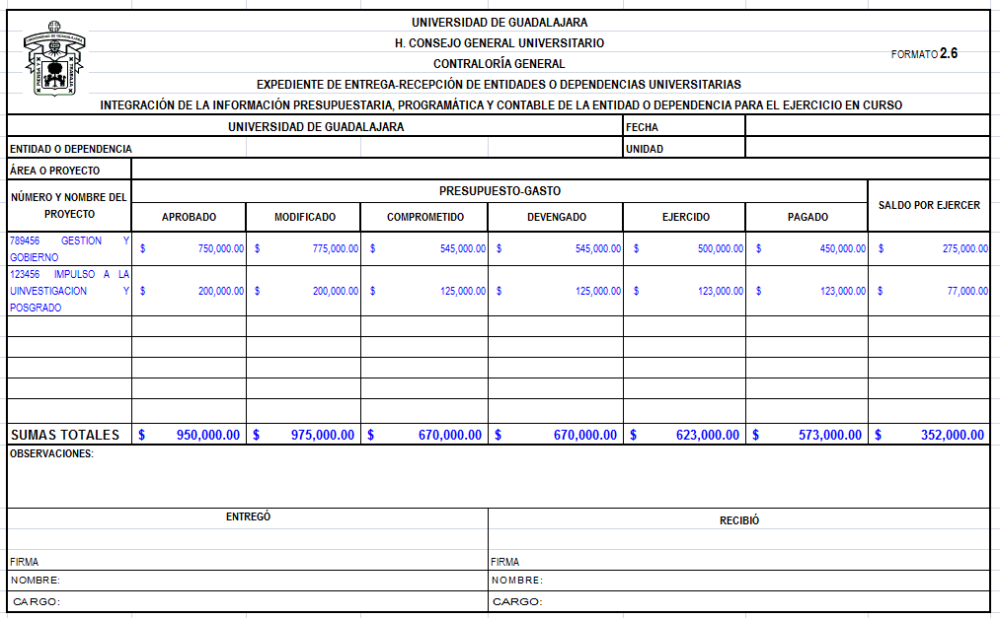 UNIVERSIDAD DE GUADALAJARA
H. CONSEJO GENERAL UNIVERSITARIO
FORMATO 2.6
CONTRALORÍA GENERAL
EXPEDIENTE DE ENTREGA-RECEPCIÓN DE ENTIDADES O DEPENDENCIAS UNIVERSITARIAS
INTEGRACIÓN DE LA INFORMACIÓN PRESUPUESTARIA, PROGRAMÁTICA Y CONTABLE DE LA ENTIDAD O DEPENDENCIA PARA EL EJERCICIO EN CURSO
UNIVERSIDAD DE GUADALAJARA FECHA
ENTIDAD O DEPENDENCIA UNIDAD
ÁREA O PROYECTO
NÚMERO Y NOMBRE DEL
PROYECTO
PRESUPUESTO-GASTO
SALDO POR EJERCER
APROBADO MODIFICADO COMPROMETIDO DEVENGADO EJERCIDO PAGADO
789456 GESTION Y
GOBIERNO
$ 750,000.00 $ 775,000.00 $ 545,000.00 $ 545,000.00 $ 500,000.00 $ 450,000.00 $ 275,000.00
123456 IMPULSO A LA
UINVESTIGACION Y
POSGRADO
$ 200,000.00 $ 200,000.00 $ 125,000.00 $ 125,000.00 $ 123,000.00 $ 123,000.00 $ 77,000.00
SUMAS TOTALES $ 950,000.00 $ 975,000.00 $ 670,000.00 $ 670,000.00 $ 623,000.00 $ 573,000.00 $ 352,000.00
OBSERVACIONES:
ENTREGÓ RECIBIÓ
FIRMA FIRMA
NOMBRE: NOMBRE:
CARGO: CARGO: